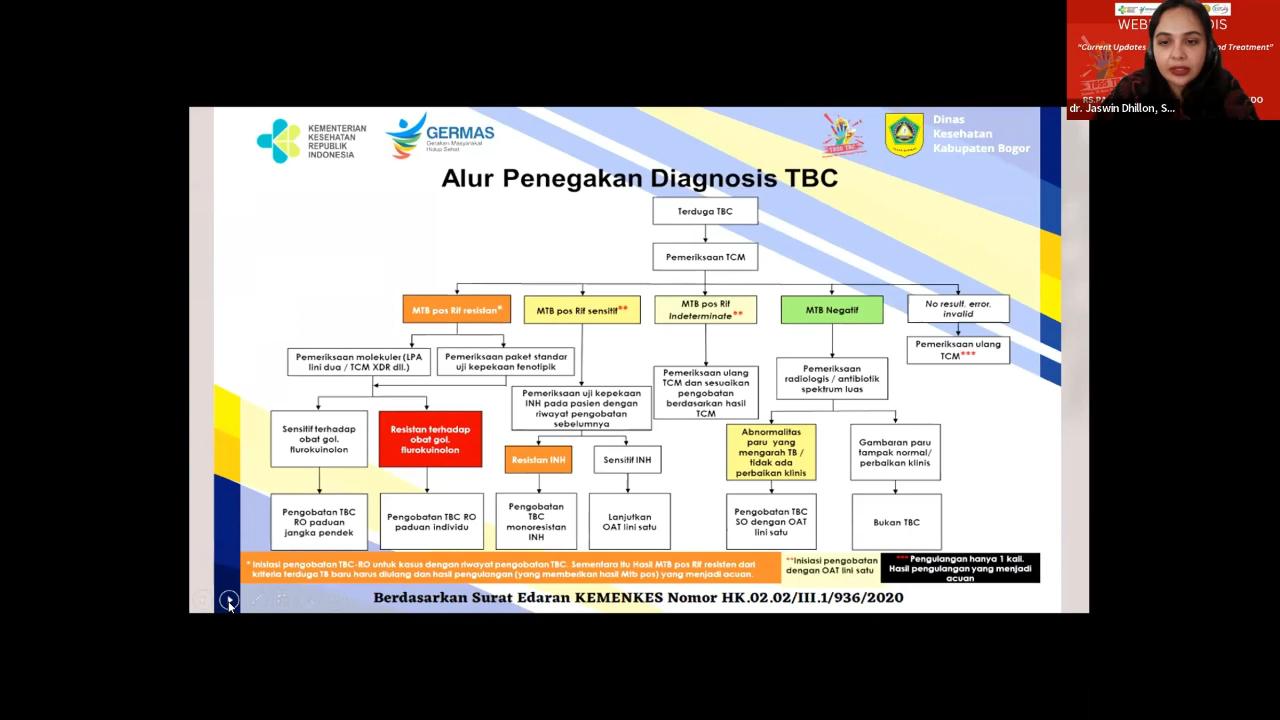 "Current Updates
nd Treatment"
dr. Jaswin Dhillon, S...
KEMENTERIAN
KESEHATAN
REPUBLIK
INDONESIA
GERMAS
Gerakan Masyarakat
Hidup Sehat
Dinas
Kesehatan
Kabupaten Bogor
Alur Penegakan Diagnosis TBC
Terduga TBC
Pemeriksaan TCM
MTB pos Rif resistan*
MTB pos Rif sensitif**
MTB pos Rif
Indeterminate**
MTB Negatif
No result, error,
invalid
Pemeriksaan molekuler (LPA
lini dua / TCM XDR dll.)
Pemeriksaan paket standar
uji kepekaan fenotipik
Pemeriksaan uji kepekaan
INH pada pasien dengan
riwayat pengobatan
sebelumnya
Pemeriksaan ulang
TCM dan sesuaikan
pengobatan
berdasarkan hasil
TCM
Pemeriksaan
radiologis / antibiotik
spektrum luas
Pemeriksaan ulang
TCM***
Sensitif terhadap
obat gol.
flurokuinolon
Resistan terhadap
obat gol.
flurokuinolon
Resistan INH
Sensitif INH
Abnormalitas
paru yang
mengarah TB /
tidak ada
perbaikan klinis
Gambaran paru
tampak normal/
perbaikan klinis
Pengobatan TBC
RO paduan
jangka pendek
Pengobatan TBC RO
paduan individu
Pengobatan
TBC
monoresistan
INH
Lanjutkan
OAT lini satu
Pengobatan TBC
SO dengan OAT
lini satu
Bukan TBC
* Inisiasi pengobatan TBC-RO untuk kasus dengan riwayat pengobatan TBC. Sementara itu Hasil MTB pos Rif resisten dari
kriteria terduga TB baru harus diulang dan hasil pengulangan (yang memberikan hasil Mtb pos) yang menjadi acuan.
**Inisiasi pengobatan
dengan OAT lini satu
*** Pengulangan hanya 1 kali.
Hasil pengulangan yang menjadi
acuan
Berdasarkan Surat Edaran KEMENKES Nomor HK.02.02/III.1/936/2020